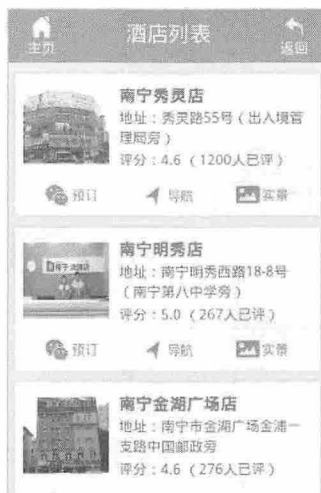 主页
酒店列表
返回
南宁秀灵店
地址：秀灵路55号（出入境管
理局旁）
评分：4.6（1200人已评）
预订
导航
实景
南宁明秀店
地址：南宁明秀西路18-8号
（南宁第八中学旁）
评分：5.0（267人已评）
预订
导航
实景
南宁金湖广场店
地址：南宁市金湖广场金浦一
支路中国邮政旁
评分：4.6（276人已评）